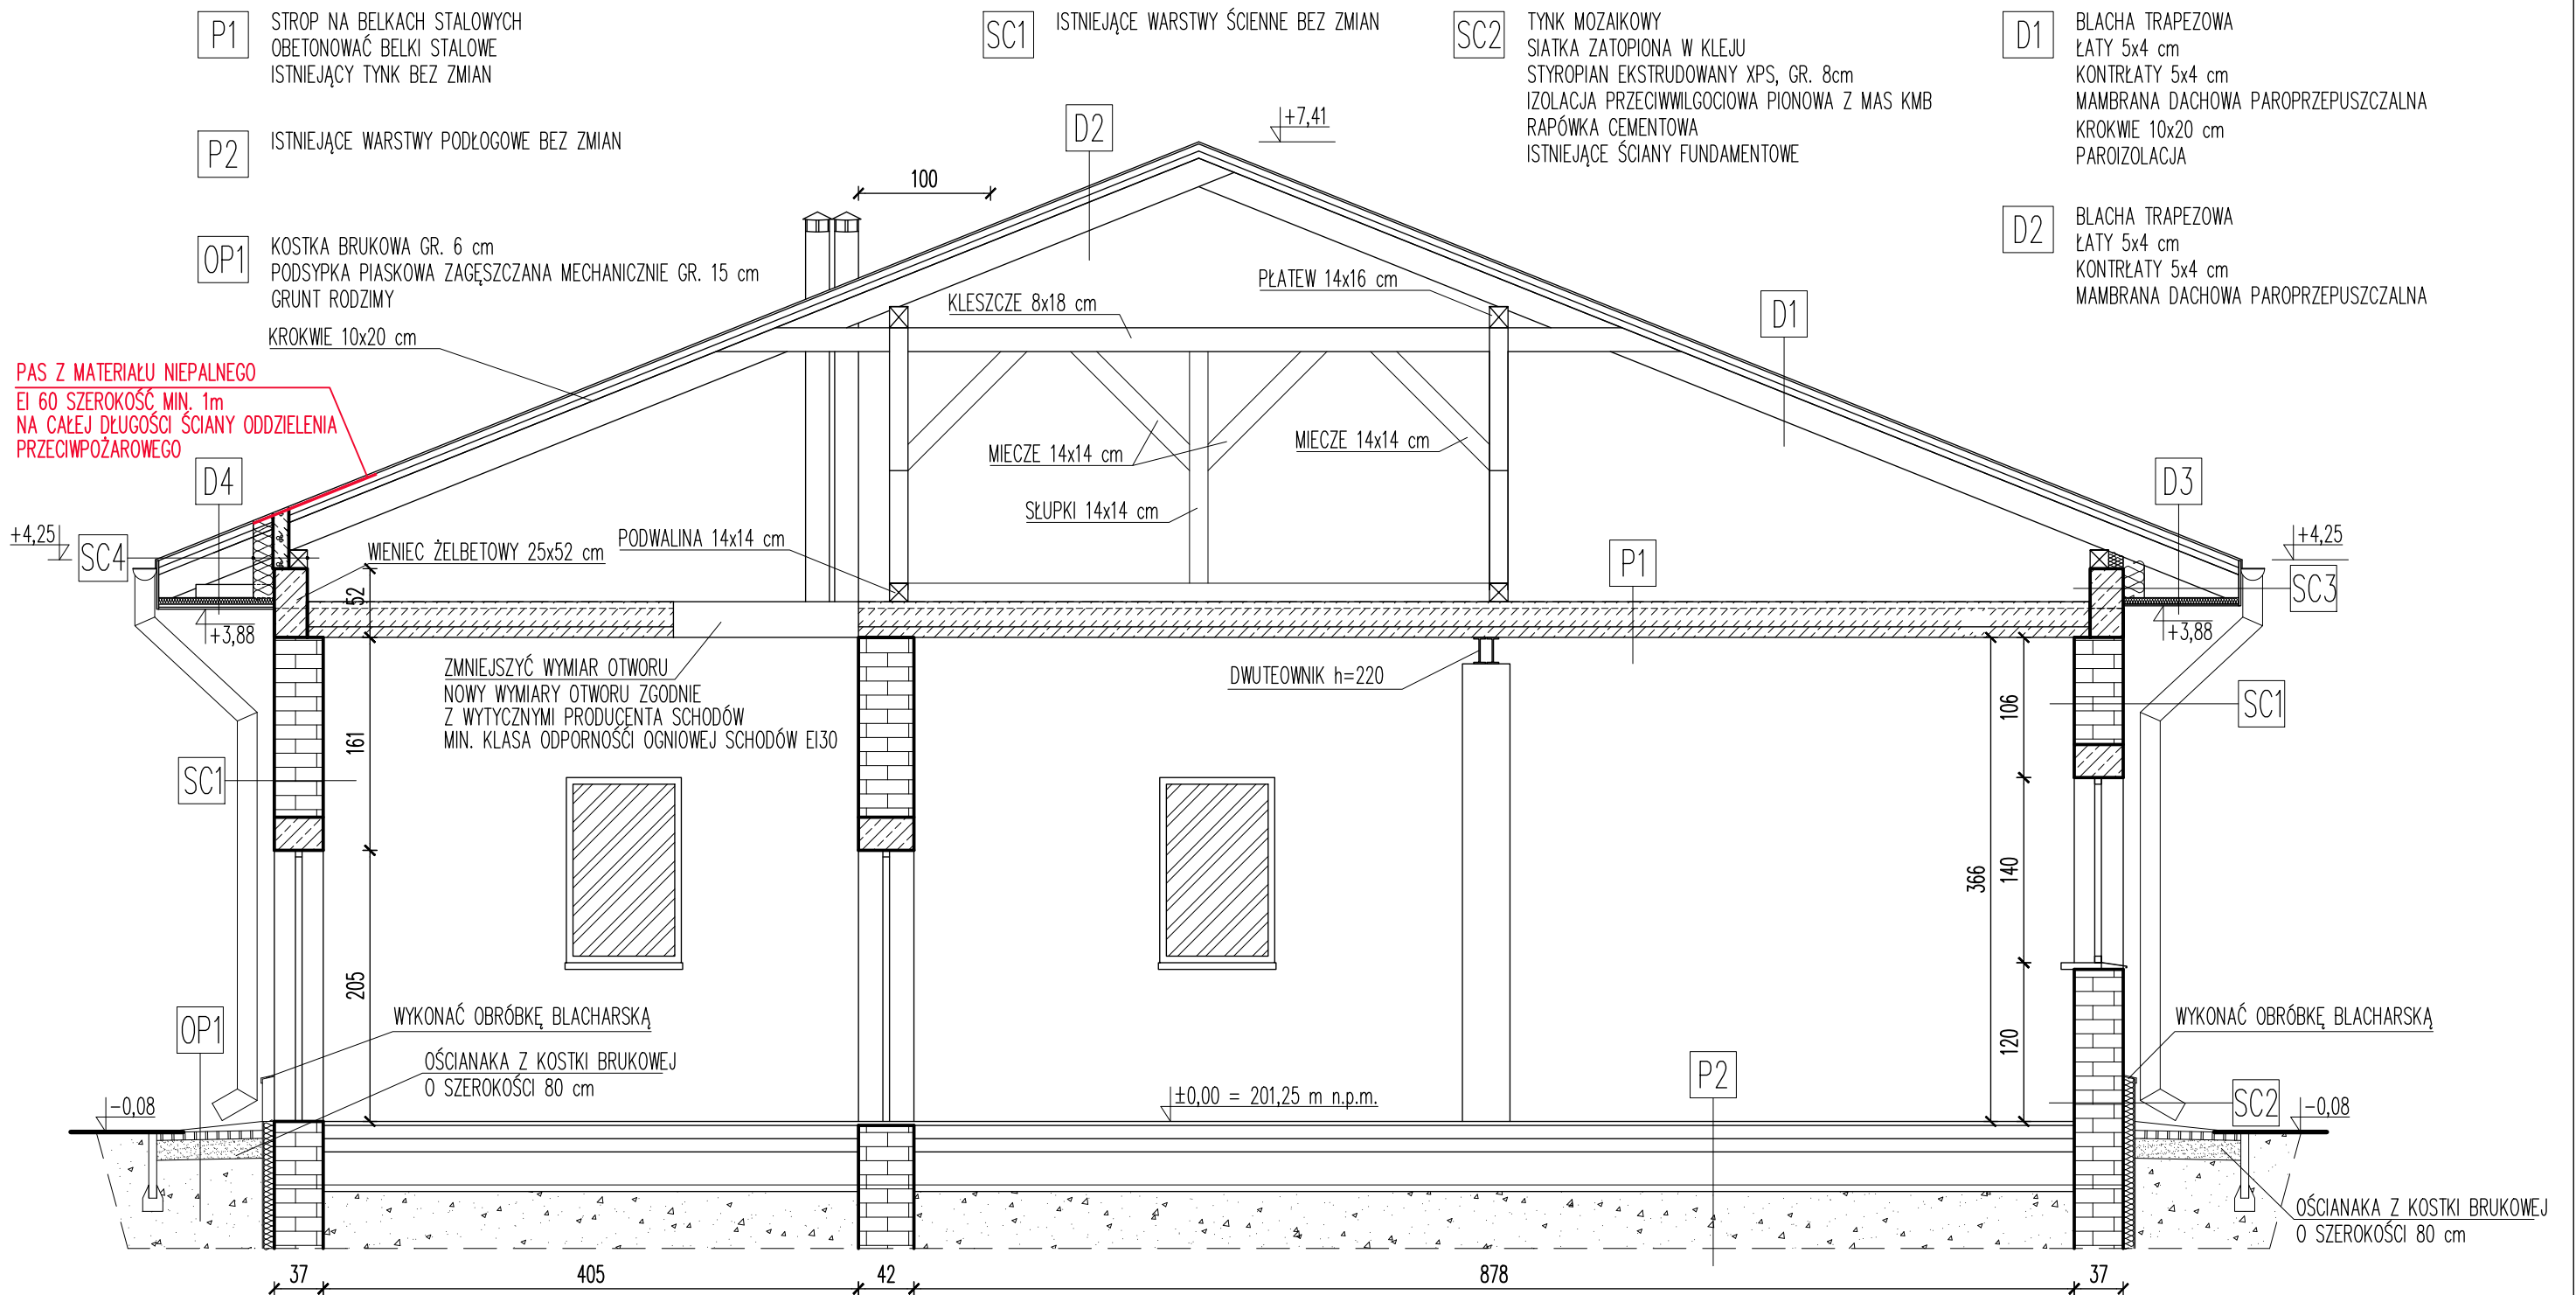 P1
STROP NA BELKACH STALOWYCH
OBETONOWAĆ BELKI STALOWE
ISTNIEJĄCY TYNK BEZ ZMIAN
SC1
ISTNIEJĄCE WARSTWY ŚCIENNE BEZ ZMIAN
SC2
TYNK MOZAIKOWY
SIATKA ZATOPIONA W KLEJU
STYROPIAN EKSTRUDOWANY XPS, GR. 8cm
IZOLACJA PRZECIWWILGOCIOWA PIONOWA Z MAS KMB
RAPÓWKA CEMENTOWA
ISTNIEJĄCE ŚCIANY FUNDAMENTOWE
D1
BLACHA TRAPEZOWA
ŁATY 5x4 cm
KONTRŁATY 5x4 cm
MAMBRANA DACHOWA PAROPRZEPUSZCZALNA
KROKWIE 10x20 cm
PAROIZOLACJA
P2
ISTNIEJĄCE WARSTWY PODŁOGOWE BEZ ZMIAN
D2
BLACHA TRAPEZOWA
ŁATY 5x4 cm
KONTRŁATY 5x4 cm
MAMBRANA DACHOWA PAROPRZEPUSZCZALNA
OP1
KOSTKA BRUKOWA GR. 6 cm
PODSYPKA PIASKOWA ZAGĘSZCZANA MECHANICZNIE GR. 15 cm
GRUNT RODZIMY
D2
+7,41
100
KROKWIE 10x20 cm
KLESZCZE 8x18 cm
PŁATEW 14x16 cm
D1
PAS Z MATERIAŁU NIEPALNEGO
EI 60 SZEROKOŚĆ MIN. 1m
NA CAŁEJ DŁUGOŚCI ŚCIANY ODDZIELENIA
PRZECIWPOŻAROWEGO
MIECZE 14x14 cm
MIECZE 14x14 cm
SŁUPKI 14x14 cm
D4
D3
+4,25
SC4
WIENIEC ŻELBETOWY 25x52 cm
PODWALINA 14x14 cm
P1
+4,25
SC3
52
+3,88
+3,88
ZMNIEJSZYĆ WYMIAR OTWORU
NOWY WYMIARY OTWORU ZGODNIE
Z WYTYCZNYMI PRODUCENTA SCHODÓW
MIN. KLASA ODPORNOŚCI OGNIOWEJ SCHODÓW EI30
DWUTEOWNIK h=220
106
SC1
161
SC1
366
140
205
120
OP1
WYKONAĆ OBRÓBKĘ BLACHARSKĄ
OŚCIANAKA Z KOSTKI BRUKOWEJ
O SZEROKOŚCI 80 cm
WYKONAĆ OBRÓBKĘ BLACHARSKĄ
P2
±0,00 = 201,25 m n.p.m.
SC2
-0,08
-0,08
OŚCIANAKA Z KOSTKI BRUKOWEJ
O SZEROKOŚCI 80 cm
37
405
42
878
37